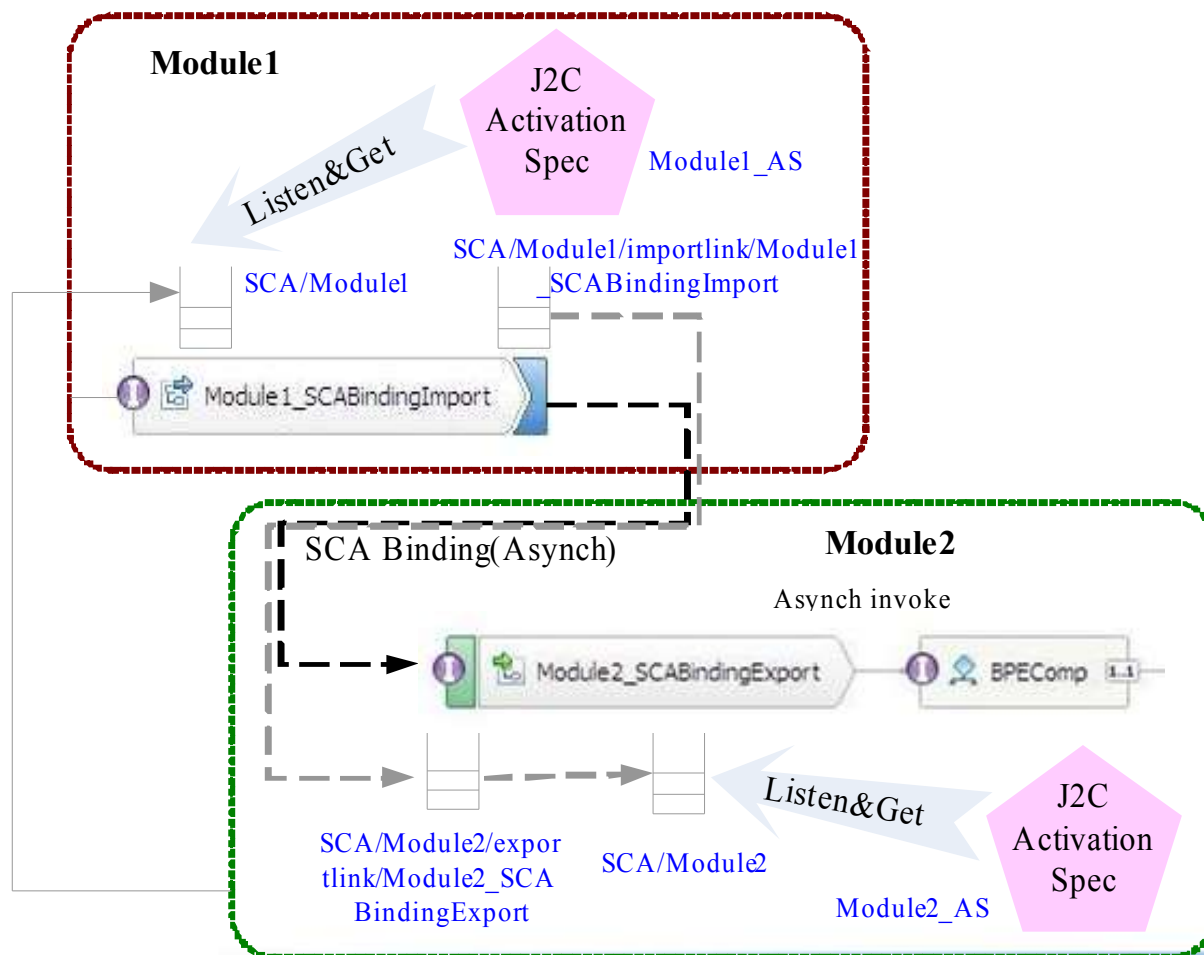 Module1
J2C
Activation
Spec
Listen&Get
Module1_AS
SCA/Module1
SCA/Module1/importlink/Module1
_SCABindingImport
Module1_SCABindingImport
SCA Binding(Asynch)
Module2
Asynch invoke
Module2_SCABindingExport
BPEComp
1..1
Listen&Get
J2C
Activation
Spec
SCA/Module2/expor
tlink/Module2_SCA
BindingExport
SCA/Module2
Module2_AS